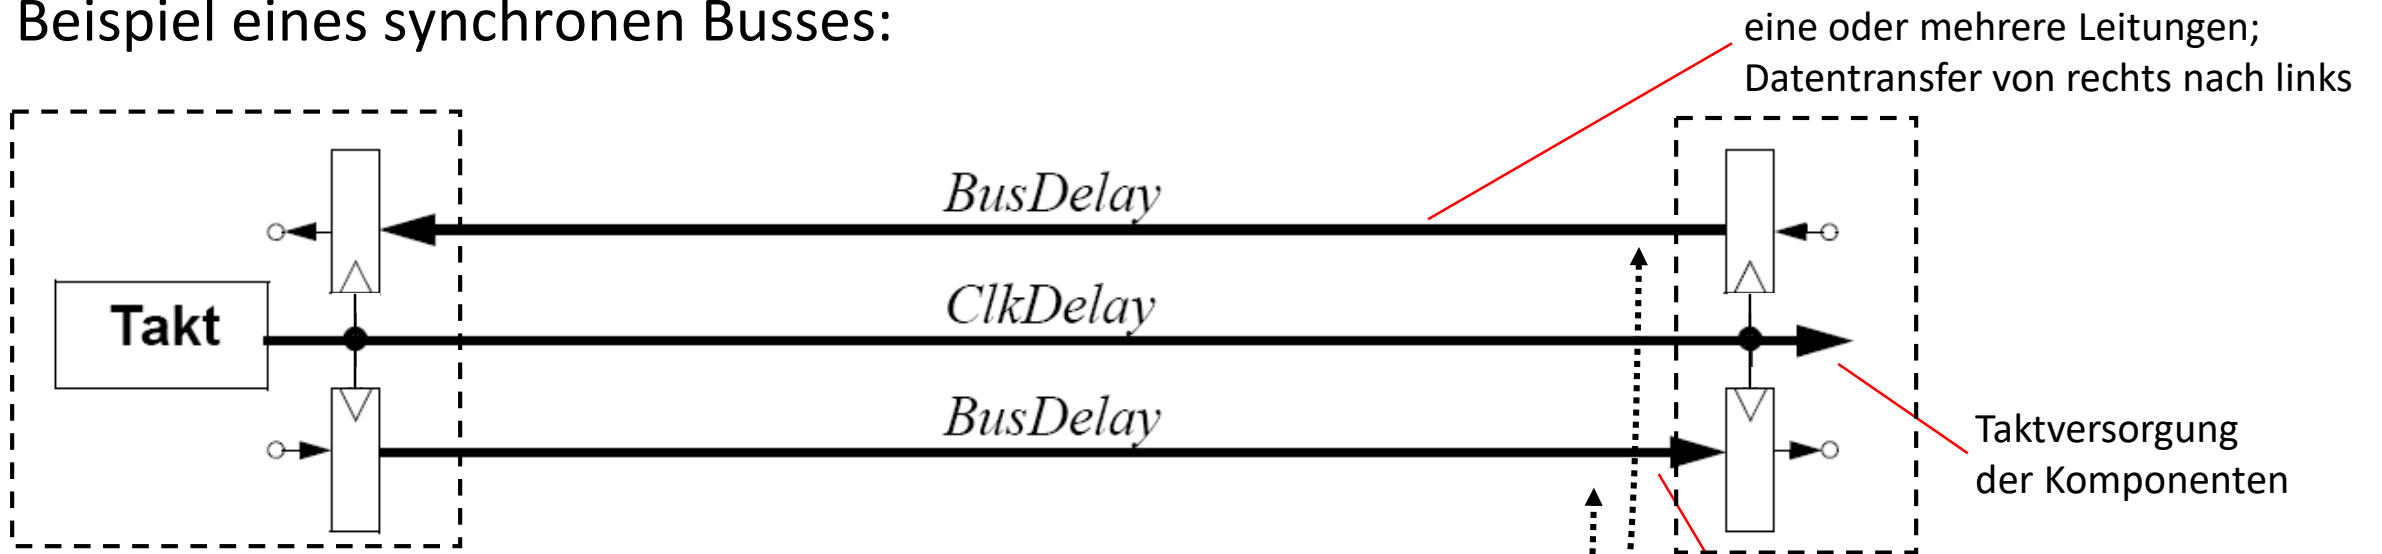 Beispiel eines synchronen Busses:
eine oder mehrere Leitungen;
Datentransfer von rechts nach links
BusDelay
ClkDelay
Takt
BusDelay
Taktversorgung
der Komponenten